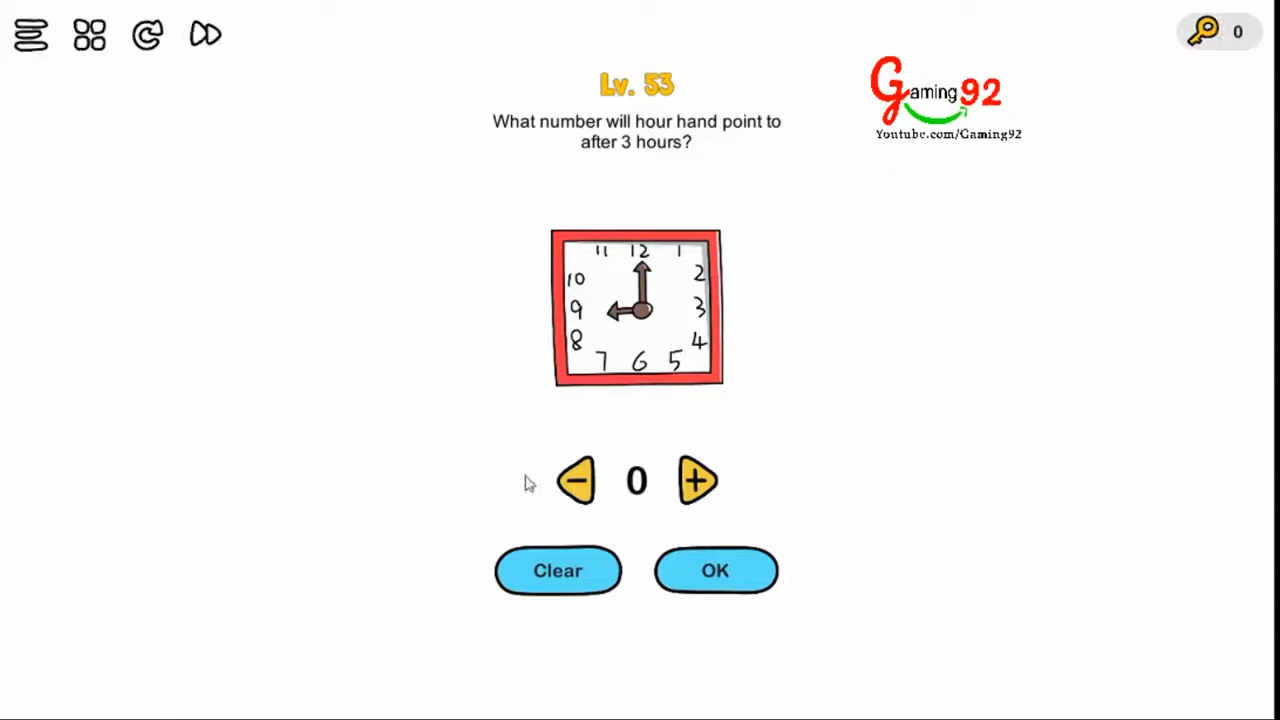 0
Lv. 53
Gaming92
Youtube.com/Gaming92
What number will hour hand point to
after 3 hours?
11 12 1
10 2
9 3
8 4
7 6 5
− 0 +
Clear OK